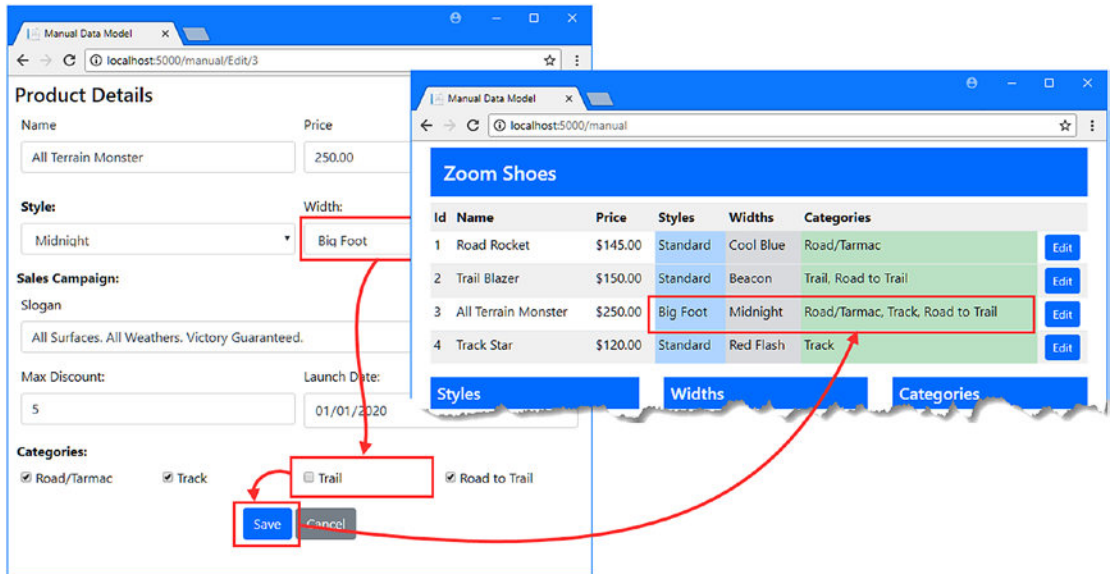 Manual Data Model
localhost:5000/manual/Edit/3
Product Details
Name Price
All Terrain Monster 250.00
Style: Width:
Midnight Big Foot
Sales Campaign:
Slogan
All Surfaces. All Weathers. Victory Guaranteed.
Max Discount: Launch Date:
5 01/01/2020
Categories:
Road/Tarmac Track Trail Road to Trail
Save Cancel
Manual Data Model
localhost:5000/manual
Zoom Shoes
Id Name Price Styles Widths Categories
1 Road Rocket $145.00 Standard Cool Blue Road/Tarmac Edit
2 Trail Blazer $150.00 Standard Beacon Trail, Road to Trail Edit
3 All Terrain Monster $250.00 Big Foot Midnight Road/Tarmac, Track, Road to Trail Edit
4 Track Star $120.00 Standard Red Flash Track Edit
Styles Widths Categories